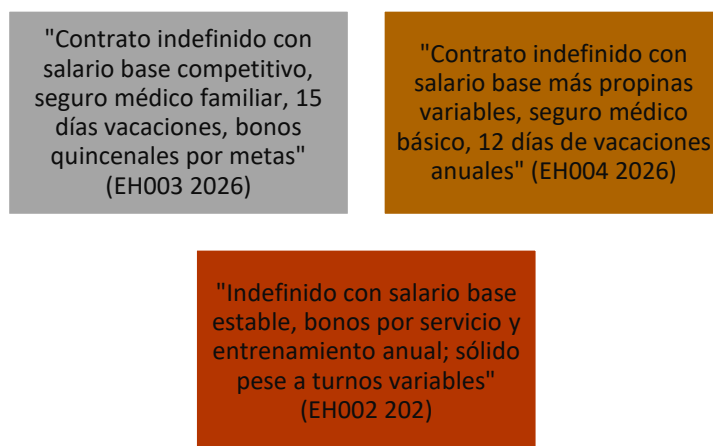 "Contrato indefinido con
salario base competitivo,
seguro médico familiar, 15
días vacaciones, bonos
quincenales por metas"
(EH003 2026)
"Contrato indefinido con
salario base más propinas
variables, seguro médico
básico, 12 días de vacaciones
anuales" (EH004 2026)
"Indefinido con salario base
estable, bonos por servicio y
entrenamiento anual; sólido
pese a turnos variables"
(EH002 202)